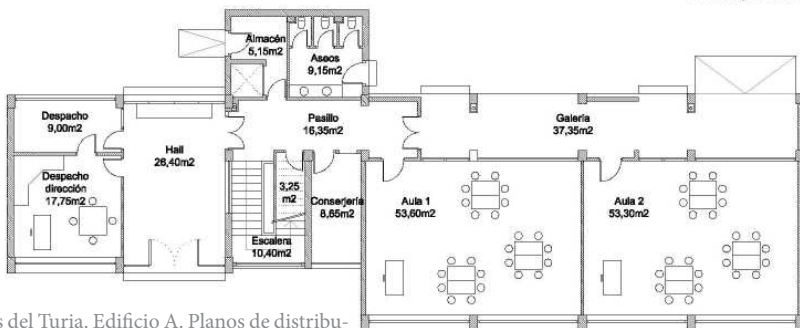 Almacén
5,15m2
Aseos
9,15m2
Despacho
9,00m2
Hall
26,40m2
Pasillo
16,35m2
Galería
37,35m2
Despacho
dirección
17,75m2
3,25
m2
Conserjería
8,65m2
Escalera
10,40m2
Aula 1
53,60m2
Aula 2
53,30m2
s del Turia. Edificio A. Planos de distribu-